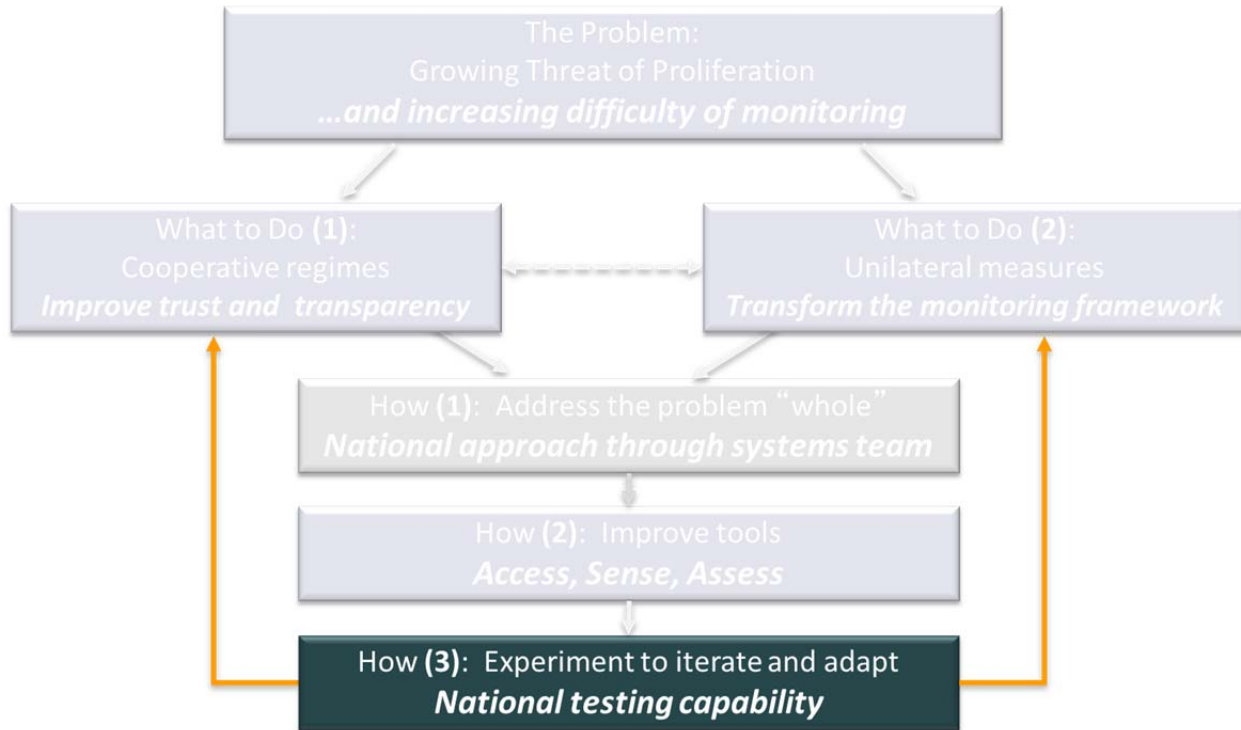 The Problem:
Growing Threat of Proliferation
...and increasing difficulty of monitoring
What to Do (1):
Cooperative regimes
Improve trust and transparency
What to Do (2):
Unilateral measures
Transform the monitoring framework
How (1): Address the problem “whole”
National approach through systems team
How (2): Improve tools
Access, Sense, Assess
How (3): Experiment to iterate and adapt
National testing capability